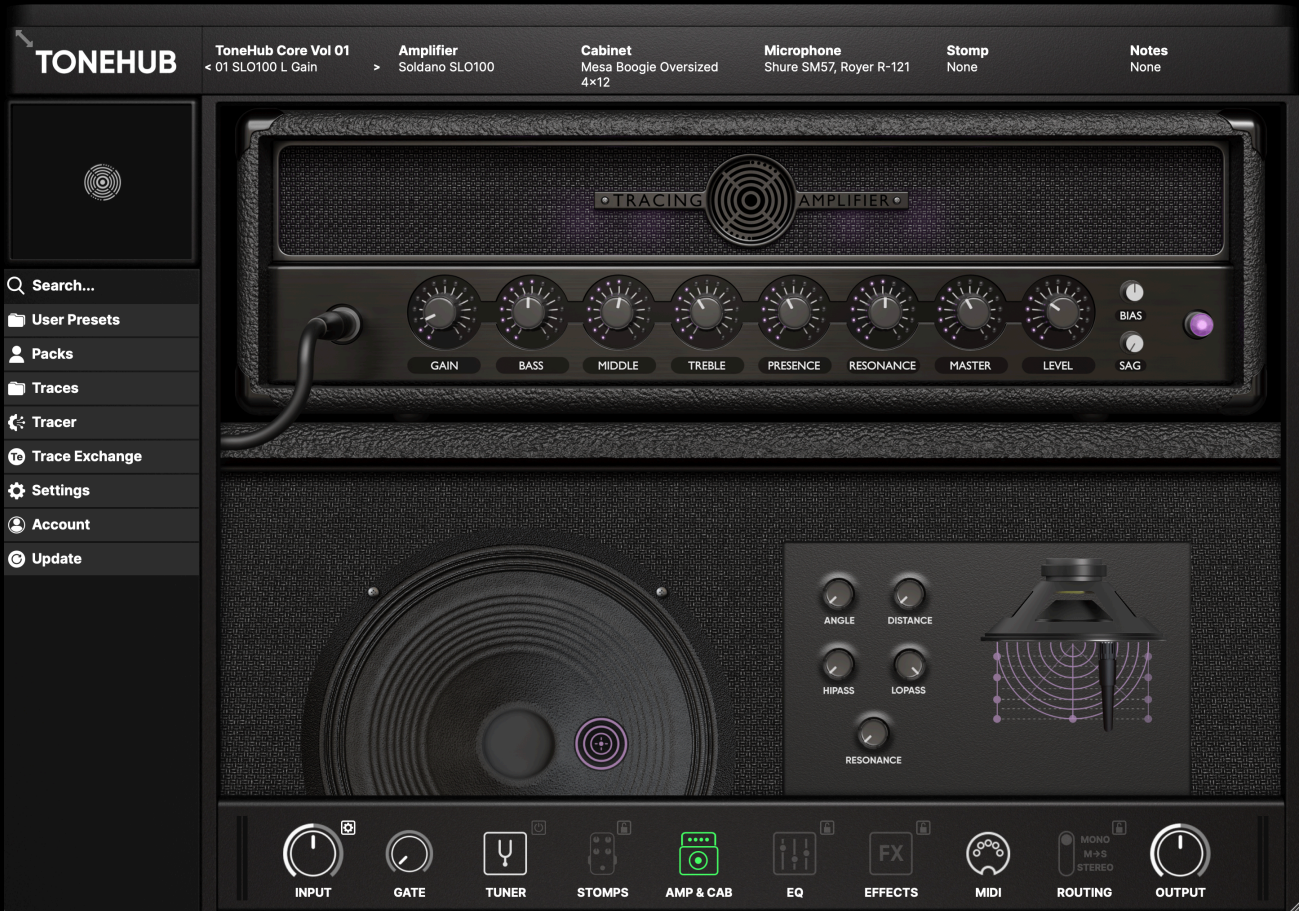 TONEHUB
ToneHub Core Vol 01
< 01 SLO100 L Gain >
Amplifier
Soldano SLO100
Cabinet
Mesa Boogie Oversized
4x12
Microphone
Shure SM57, Royer R-121
Stomp
None
Notes
None
Search...
User Presets
Packs
Traces
Tracer
Te Trace Exchange
Settings
Account
Update
TRACING AMPLIFIER
GAIN BASS MIDDLE TREBLE PRESENCE RESONANCE MASTER LEVEL
BIAS
SAG
ANGLE DISTANCE
HIPASS LOPASS
RESONANCE
FX
MONO
M→S
STEREO
INPUT GATE TUNER STOMPS AMP & CAB EQ EFFECTS MIDI ROUTING OUTPUT